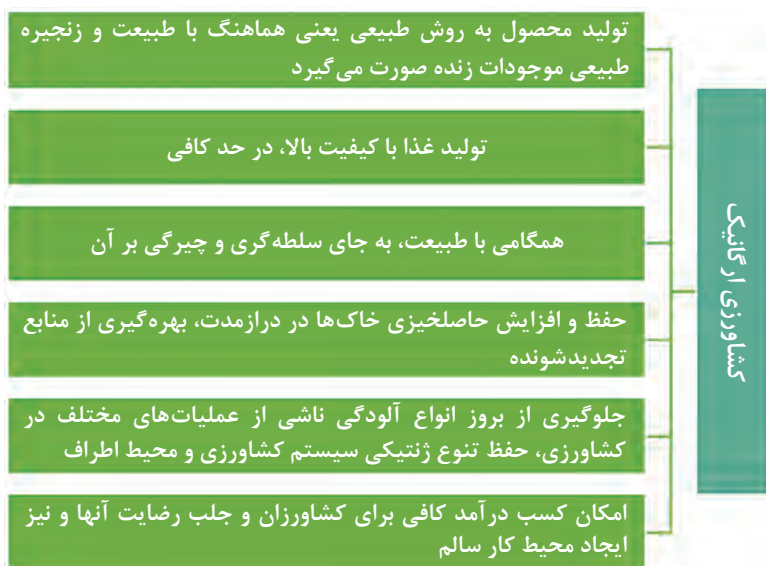 کشاورزی ارگانیک
تولید محصول به روش طبیعی یعنی هماهنگ با طبیعت و زنجیره
طبیعی موجودات زنده صورت می‌گیرد
تولید غذا با کیفیت بالا، در حد کافی
همگامی با طبیعت، به جای سلطه‌گری و چیرگی بر آن
حفظ و افزایش حاصلخیزی خاک‌ها در درازمدت، بهره‌گیری از منابع
تجدیدشونده
جلوگیری از بروز انواع آلودگی ناشی از عملیات‌های مختلف در
کشاورزی، حفظ تنوع ژنتیکی سیستم کشاورزی و محیط اطراف
امکان کسب درآمد کافی برای کشاورزان و جلب رضایت آنها و نیز
ایجاد محیط کار سالم